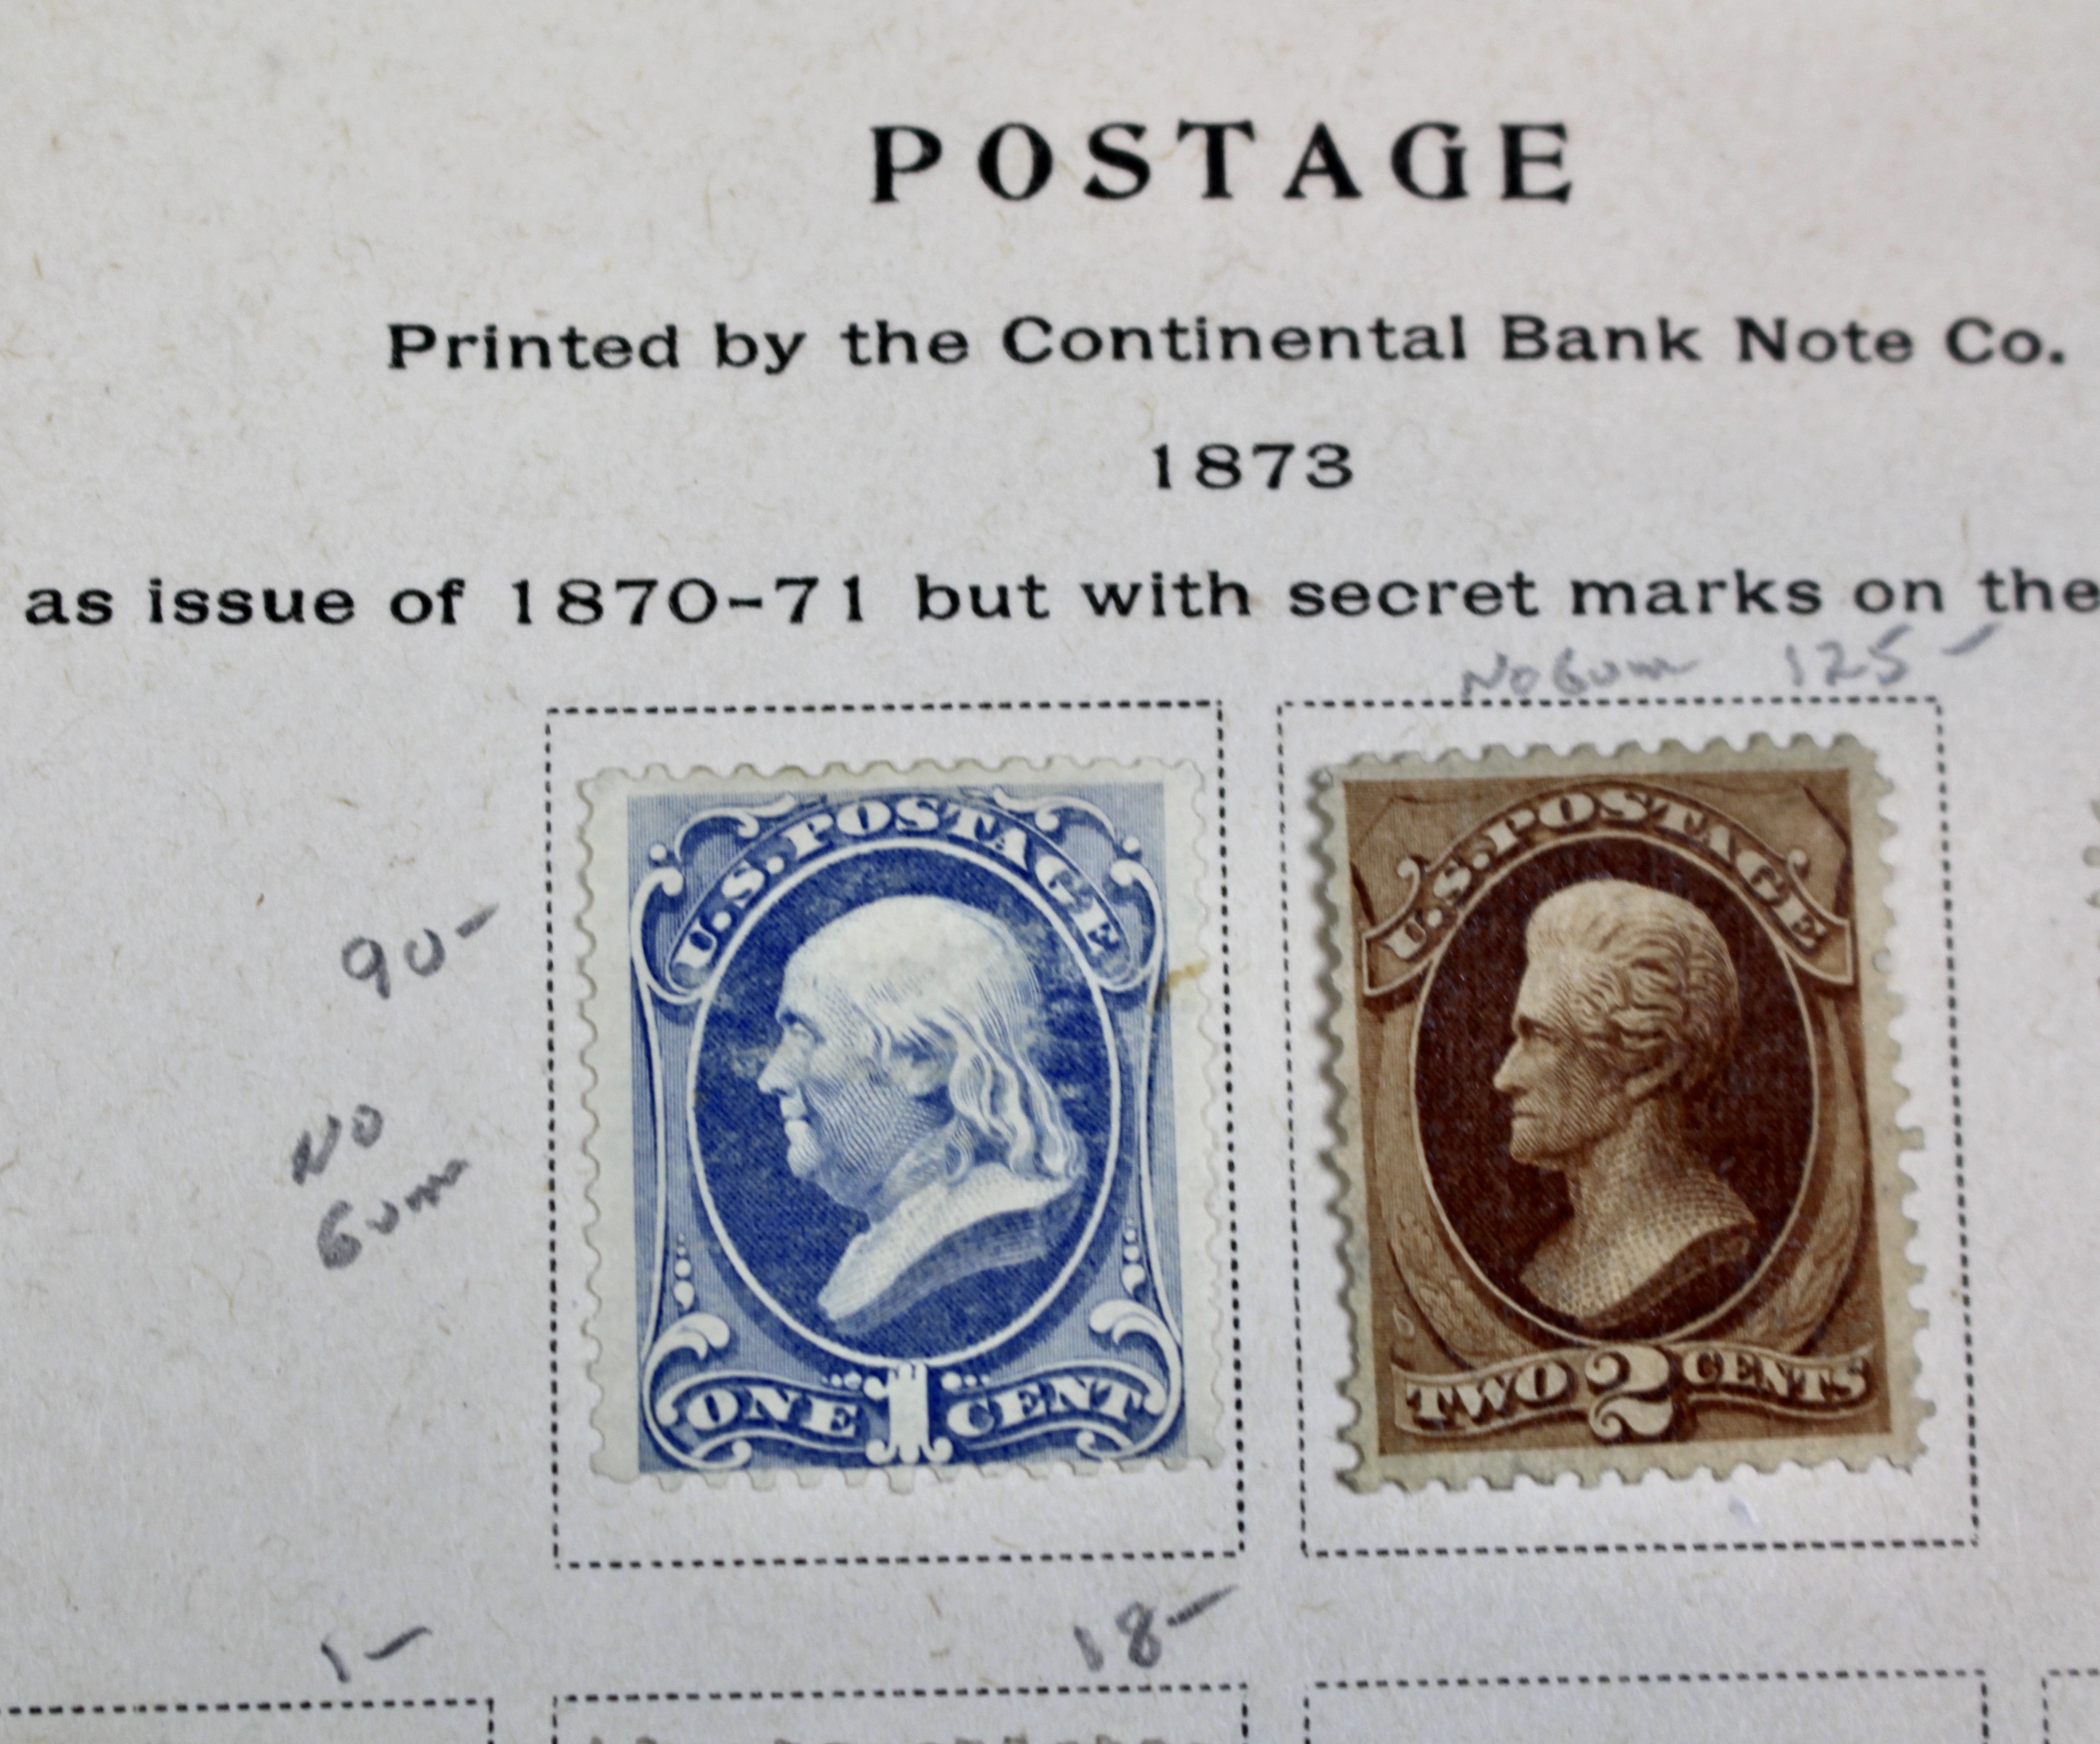 POSTAGE
Printed by the Continental Bank Note Co.
1873
as issue of 1870-71 but with secret marks on the
No Gum 125-
U.S. POSTAGE
ONE 1 CENT
U.S. POSTAGE
TWO 2 CENTS
90-
No
Gum
1-
18-